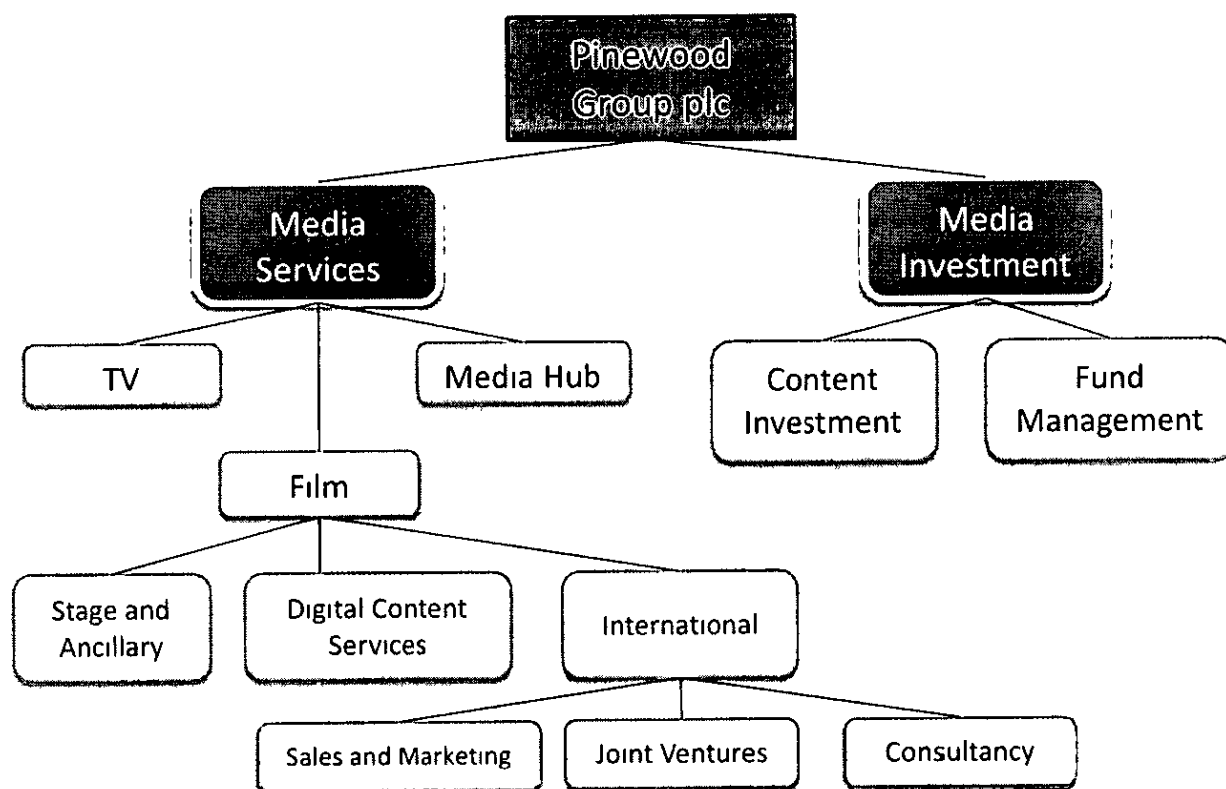 Pinewood
Group plc
Media
Services
Media
Investment
TV
Media Hub
Content
Investment
Fund
Management
Film
Stage and
Ancillary
Digital Content
Services
International
Sales and Marketing
Joint Ventures
Consultancy